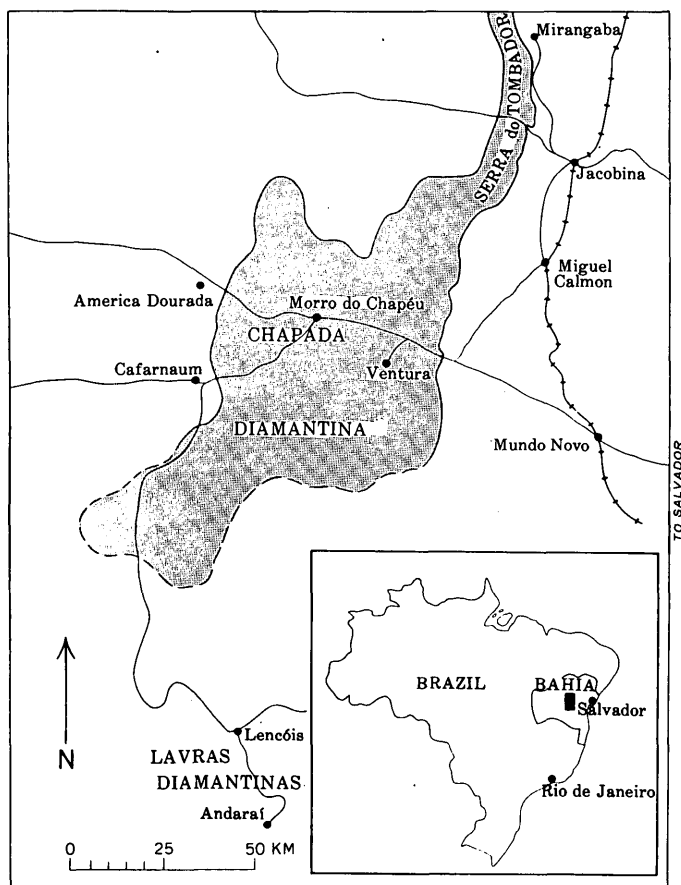 Mirangaba
SERRA do TOMBADOR
Jacobina
Miguel
Calmon
America Dourada
Morro do Chapéu
CHAPADA
Cafarnaum
Ventura
DIAMANTINA
Mundo Novo
TO SALVADOR
BRAZIL
BAHIA
Salvador
Rio de Janeiro
N
Lencóis
LAVRAS
DIAMANTINAS
Andaraí
0 25 50 KM